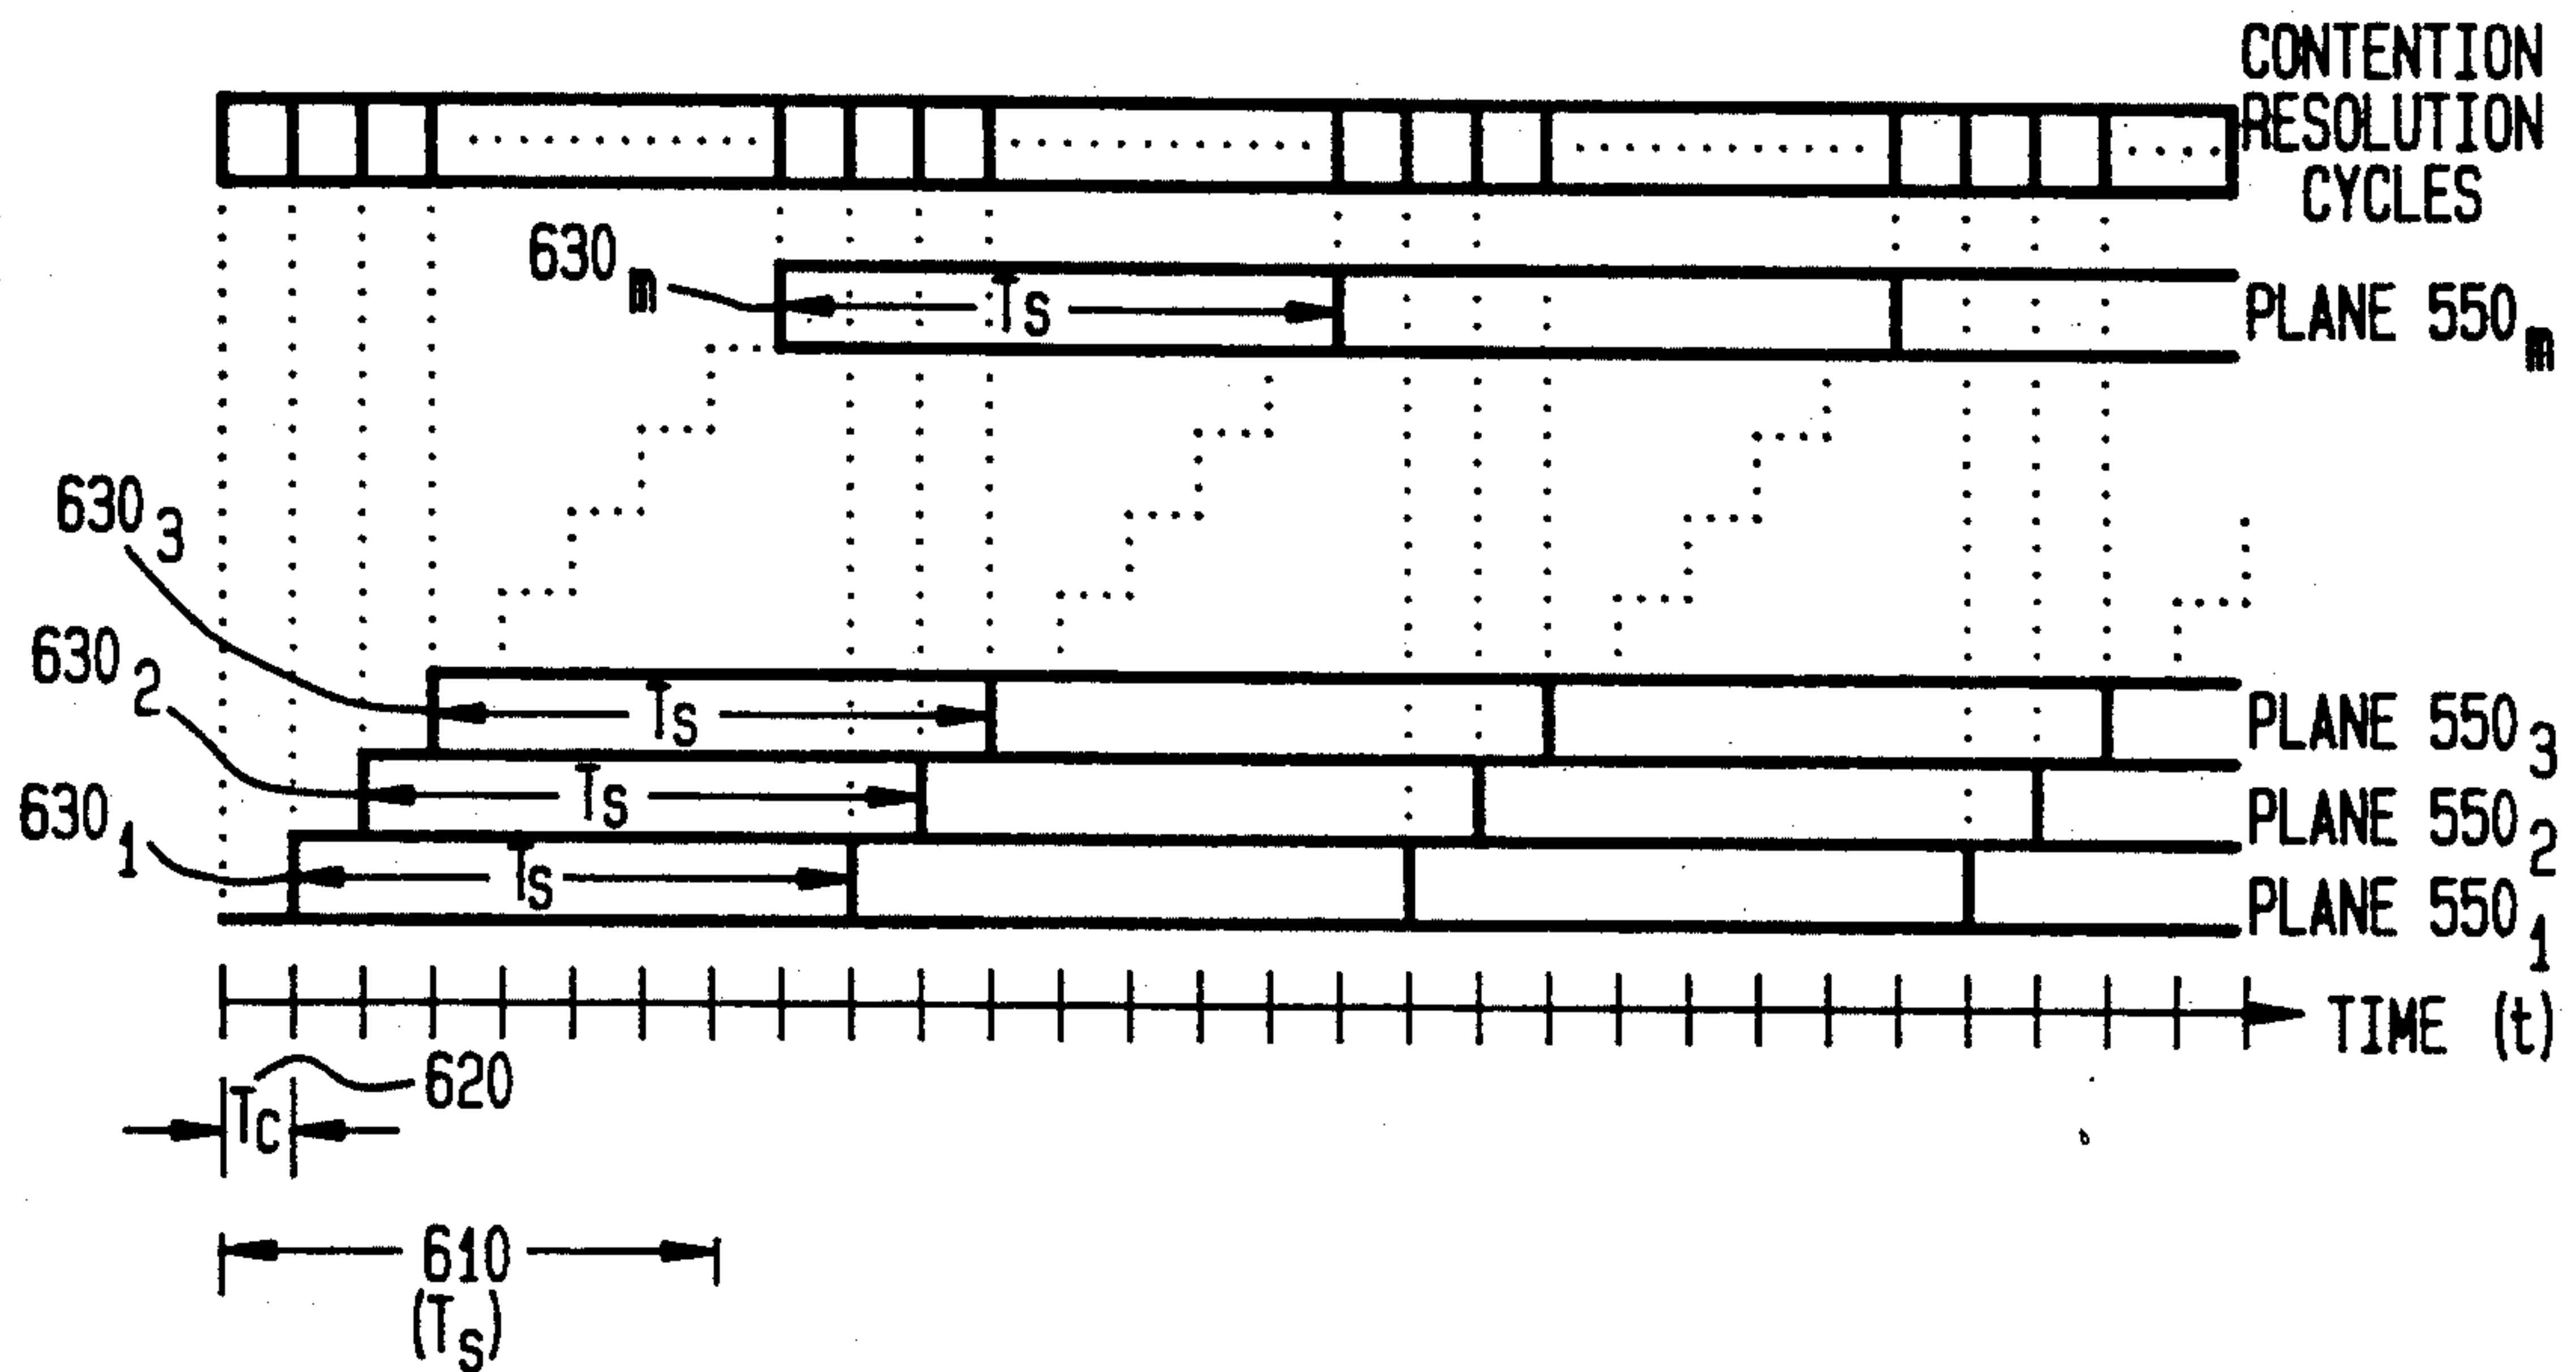 CONTENTION
RESOLUTION
CYCLES
630m
TS
PLANE 550m
6303
TS
PLANE 5503
6302
TS
PLANE 5502
6301
TS
PLANE 5501
TIME (t)
620
TC
610
(TS)